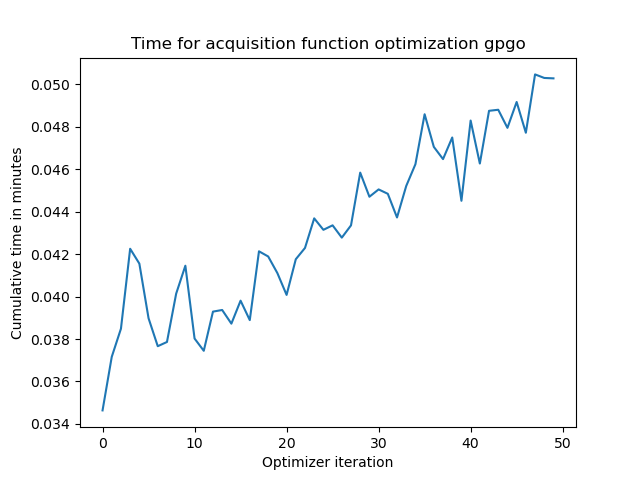 Time for acquisition function optimization gpgo
Cumulative time in minutes
0.050
0.048
0.046
0.044
0.042
0.040
0.038
0.036
0.034
0 10 20 30 40 50
Optimizer iteration